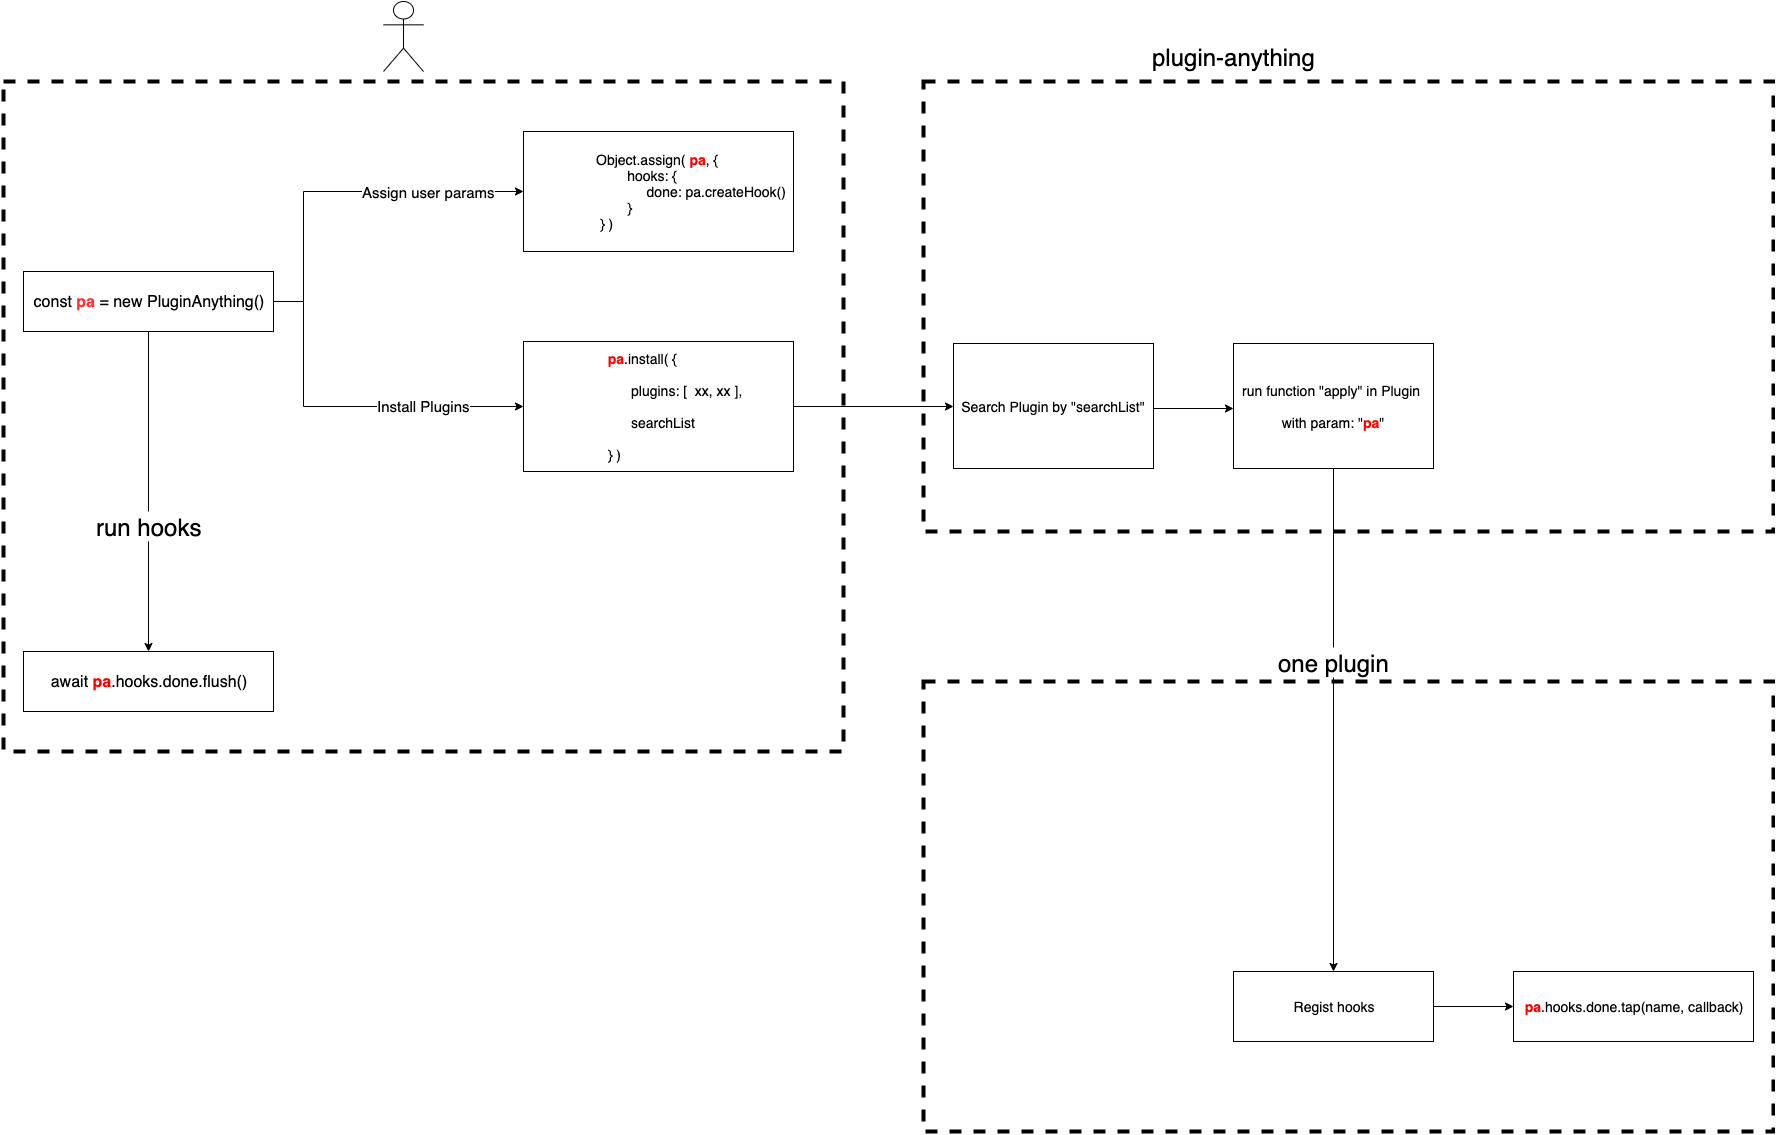 plugin-anything
Object.assign( pa, {
hooks: {
done: pa.createHook()
}
} )
Assign user params
const pa = new PluginAnything()
pa.install( {
plugins: [  xx, xx ],
searchList
} )
Install Plugins
Search Plugin by "searchList"
run function "apply" in Plugin
with param: "pa"
run hooks
await pa.hooks.done.flush()
one plugin
Regist hooks
pa.hooks.done.tap(name, callback)